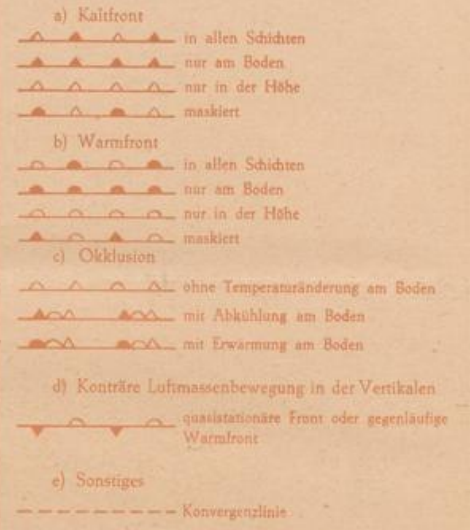 a) Kaltfront
in allen Schichten
nur am Boden
nur in der Höhe
maskiert
b) Warmfront
in allen Schichten
nur am Boden
nur in der Höhe
maskiert
c) Okklusion
ohne Temperaturänderung am Boden
mit Abkühlung am Boden
mit Erwärmung am Boden
d) Konträre Luftmassenbewegung in der Vertikalen
quasistationäre Front oder gegenläufige
Warmfront
e) Sonstiges
Konvergenzlinie